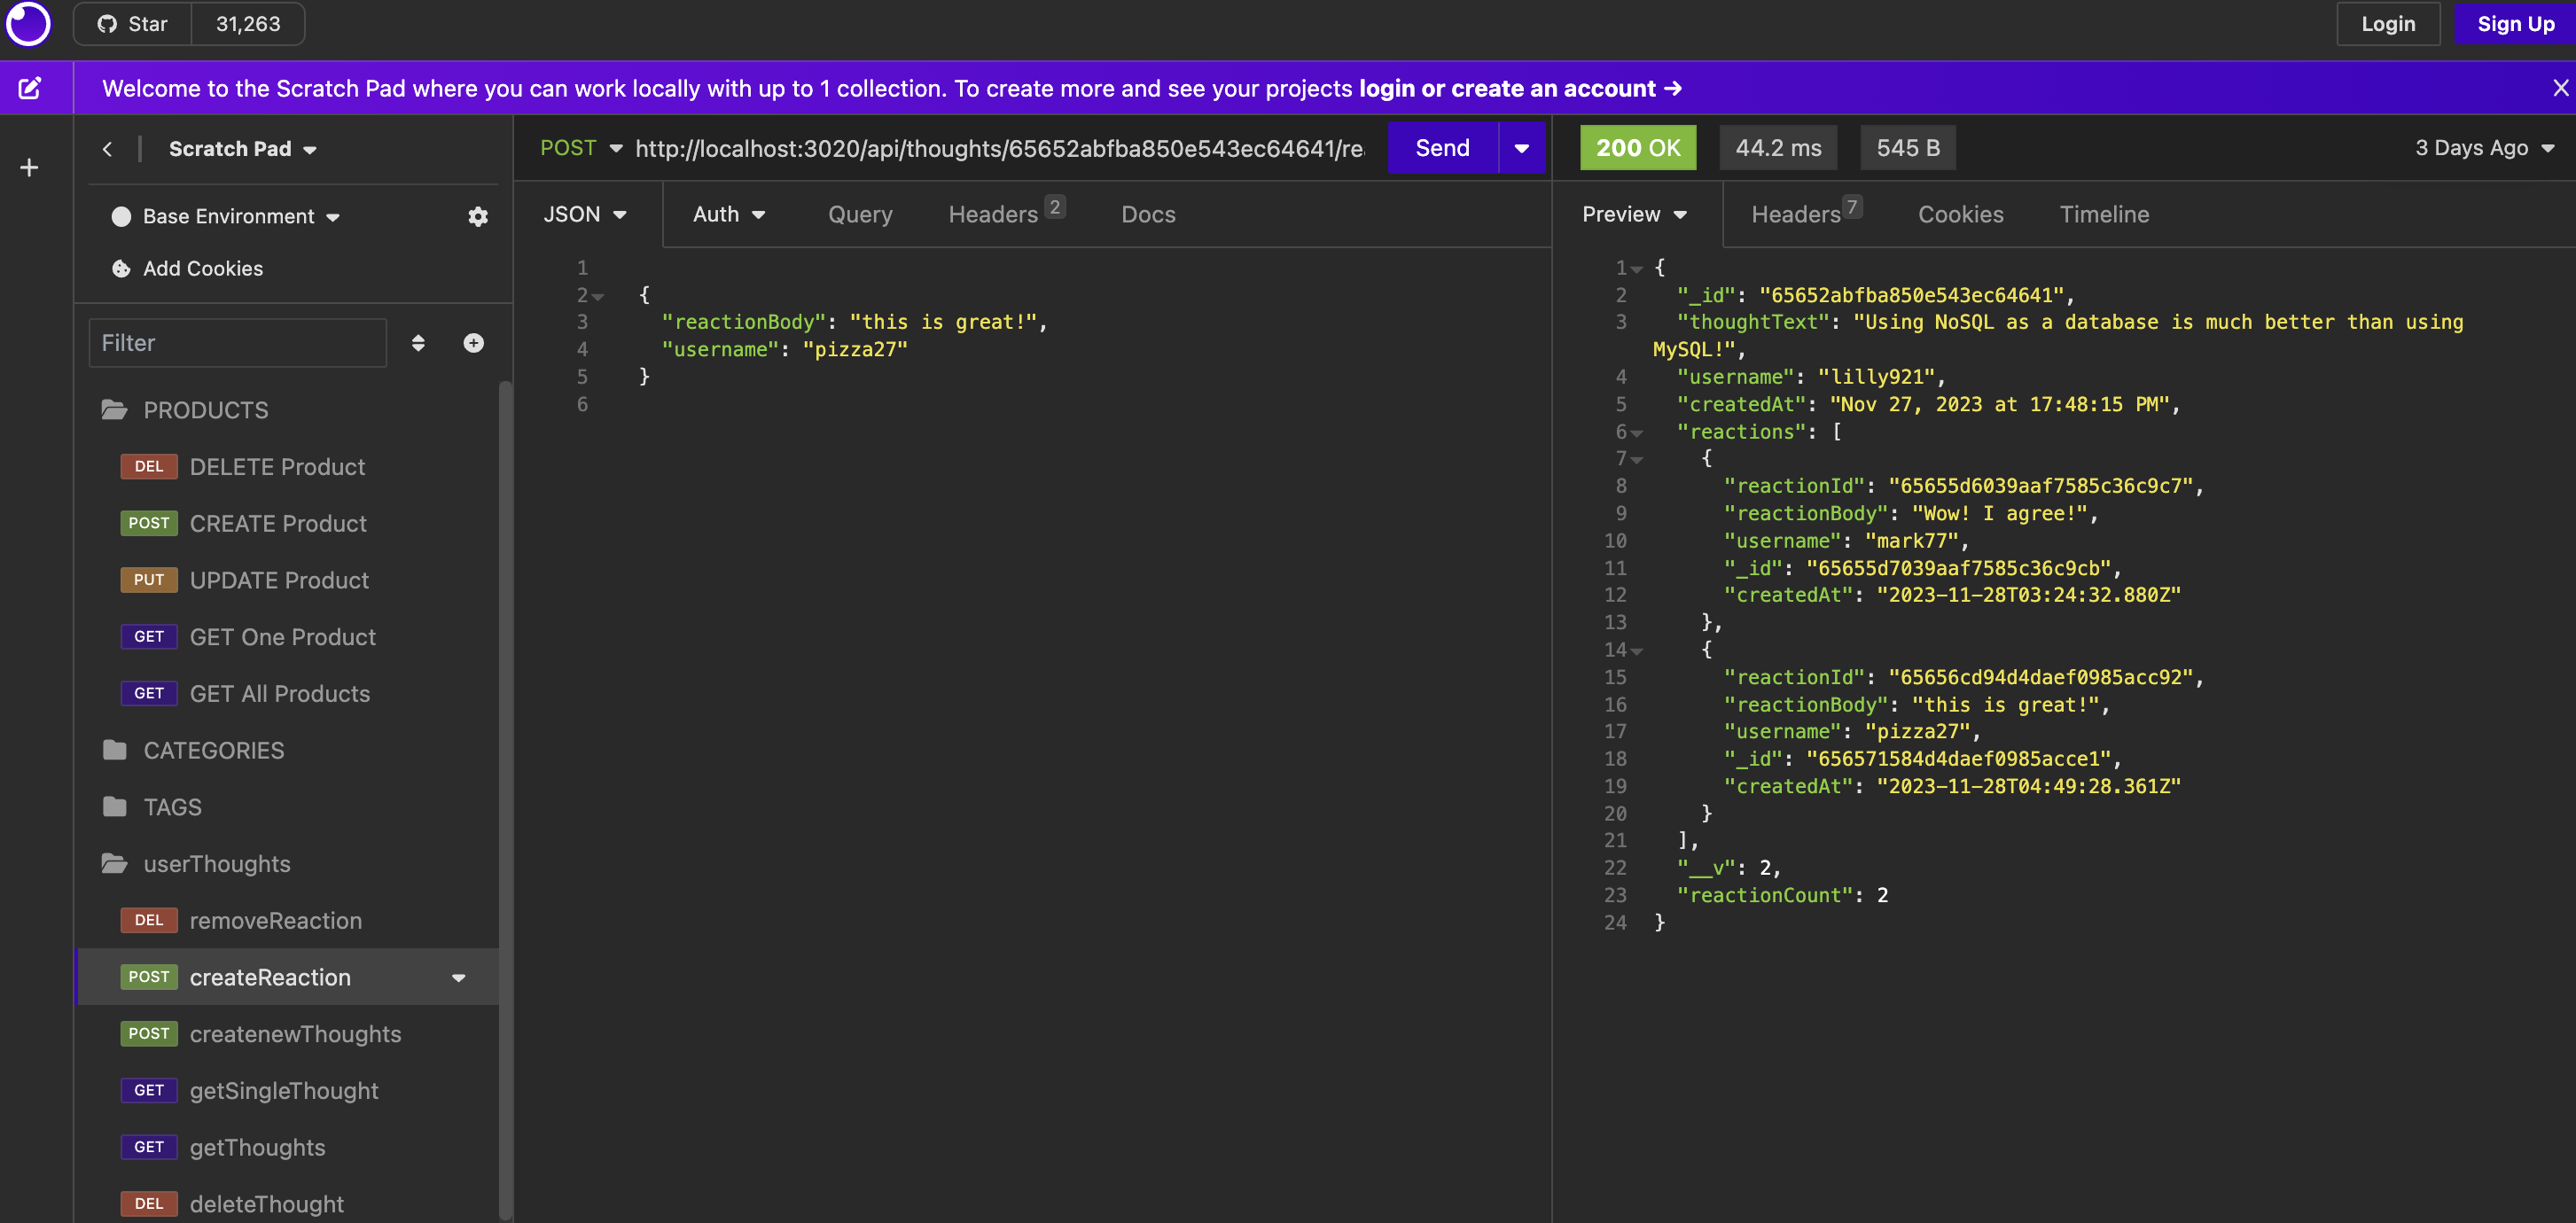 Star 31,263 Login Sign Up
Welcome to the Scratch Pad where you can work locally with up to 1 collection. To create more and see your projects login or create an account →
Scratch Pad
Base Environment
Add Cookies
Filter
PRODUCTS
DEL DELETE Product
POST CREATE Product
PUT UPDATE Product
GET GET One Product
GET GET All Products
CATEGORIES
TAGS
userThoughts
DEL removeReaction
POST createReaction
POST createnewThoughts
GET getSingleThought
GET getThoughts
DEL deleteThought
POST http://localhost:3020/api/thoughts/65652abfba850e543ec64641/re Send
JSON Auth Query Headers 2 Docs
1
2 {
3 "reactionBody": "this is great!",
4 "username": "pizza27"
5 }
6
200 OK 44.2 ms 545 B 3 Days Ago
Preview Headers 7 Cookies Timeline
1 {
2 "_id": "65652abfba850e543ec64641",
3 "thoughtText": "Using NoSQL as a database is much better than using
MySQL!",
4 "username": "lilly921",
5 "createdAt": "Nov 27, 2023 at 17:48:15 PM",
6 "reactions": [
7 {
8 "reactionId": "65655d6039aaf7585c36c9c7",
9 "reactionBody": "Wow! I agree!",
10 "username": "mark77",
11 "_id": "65655d7039aaf7585c36c9cb",
12 "createdAt": "2023-11-28T03:24:32.880Z"
13 },
14 {
15 "reactionId": "65656cd94d4daef0985acc92",
16 "reactionBody": "this is great!",
17 "username": "pizza27",
18 "_id": "656571584d4daef0985acce1",
19 "createdAt": "2023-11-28T04:49:28.361Z"
20 }
21 ],
22 "__v": 2,
23 "reactionCount": 2
24 }